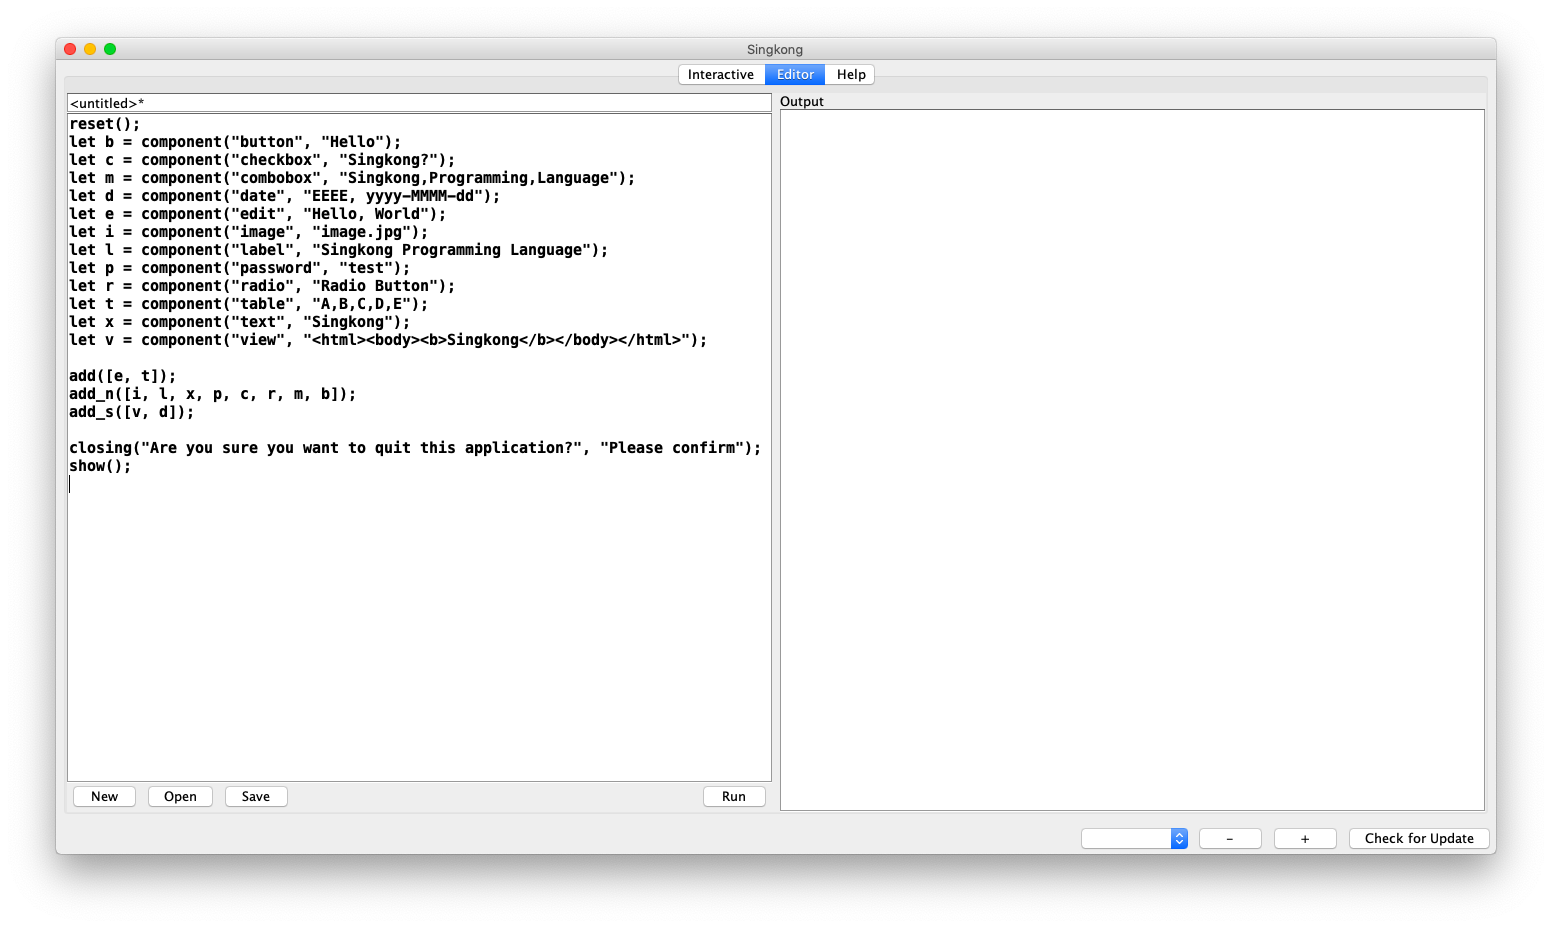 Singkong
Interactive Editor Help
<untitled>*
reset();
let b = component("button", "Hello");
let c = component("checkbox", "Singkong?");
let m = component("combobox", "Singkong,Programming,Language");
let d = component("date", "EEEE, yyyy-MMMM-dd");
let e = component("edit", "Hello, World");
let i = component("image", "image.jpg");
let l = component("label", "Singkong Programming Language");
let p = component("password", "test");
let r = component("radio", "Radio Button");
let t = component("table", "A,B,C,D,E");
let x = component("text", "Singkong");
let v = component("view", "<html><body><b>Singkong</b></body></html>");
add([e, t]);
add_n([i, l, x, p, c, r, m, b]);
add_s([v, d]);
closing("Are you sure you want to quit this application?", "Please confirm");
show();
New Open Save Run
Output
- + Check for Update